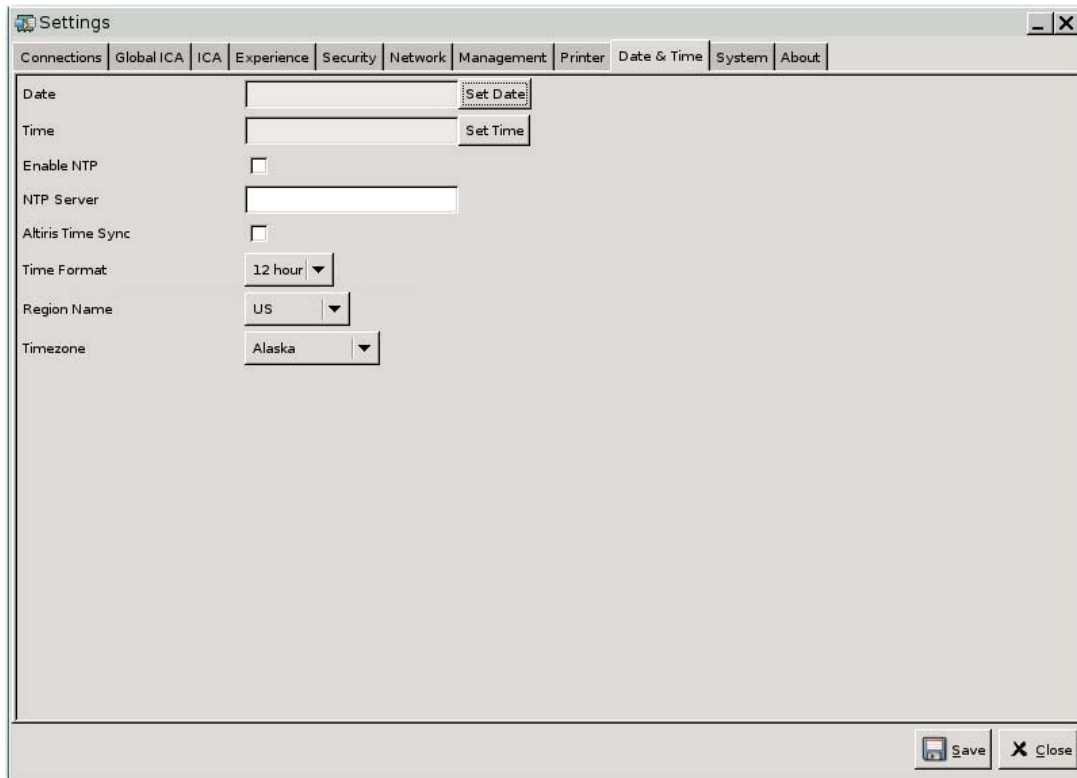 Settings
Connections Global ICA ICA Experience Security Network Management Printer Date & Time System About
Date Set Date
Time Set Time
Enable NTP
NTP Server
Altiris Time Sync
Time Format 12 hour
Region Name US
Timezone Alaska
Save Close